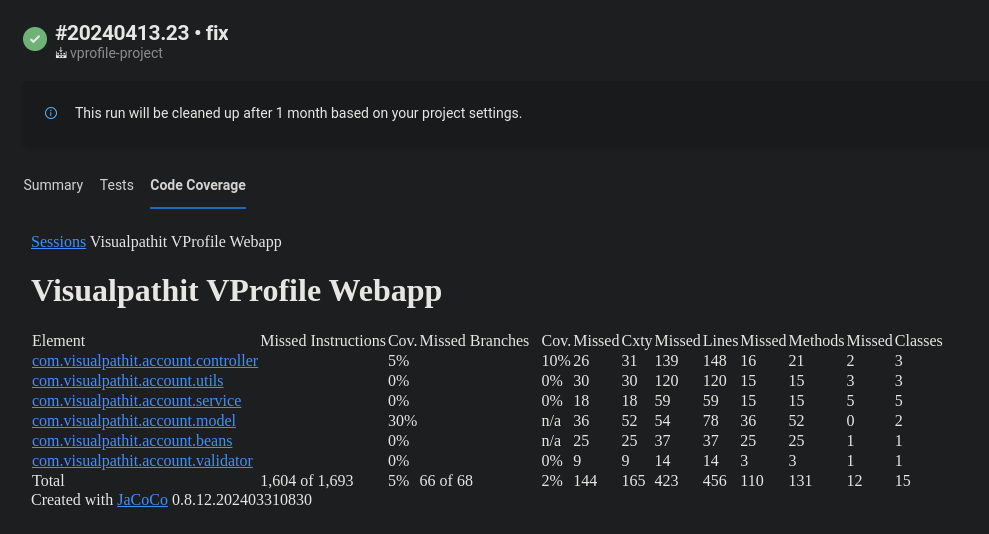 #20240413.23 • fix
vprofile-project
This run will be cleaned up after 1 month based on your project settings.
Summary Tests Code Coverage
Sessions Visualpathit VProfile Webapp
Visualpathit VProfile Webapp
Element Missed Instructions Cov. Missed Branches Cov. Missed Cxty Missed Lines Missed Methods Missed Classes
com.visualpathit.account.controller 5% 10% 26 31 139 148 16 21 2 3
com.visualpathit.account.utils 0% 0% 30 30 120 120 15 15 3 3
com.visualpathit.account.service 0% 0% 18 18 59 59 15 15 5 5
com.visualpathit.account.model 30% n/a 36 52 54 78 36 52 0 2
com.visualpathit.account.beans 0% n/a 25 25 37 37 25 25 1 1
com.visualpathit.account.validator 0% 0% 9 9 14 14 3 3 1 1
Total 1,604 of 1,693 5% 66 of 68 2% 144 165 423 456 110 131 12 15
Created with JaCoCo 0.8.12.202403310830